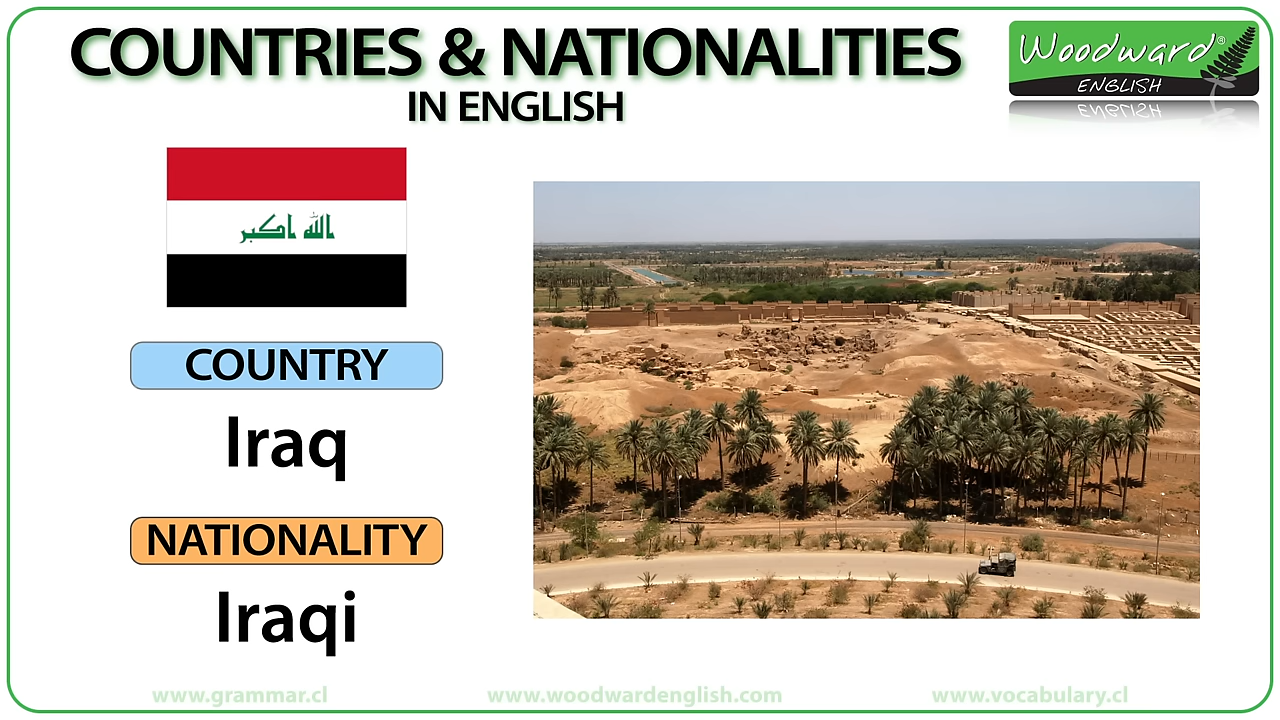 COUNTRIES & NATIONALITIES
IN ENGLISH
Woodward®
ENGLISH
الله اكبر
COUNTRY
Iraq
NATIONALITY
Iraqi
www.grammar.cl
www.woodwardenglish.com
www.vocabulary.cl